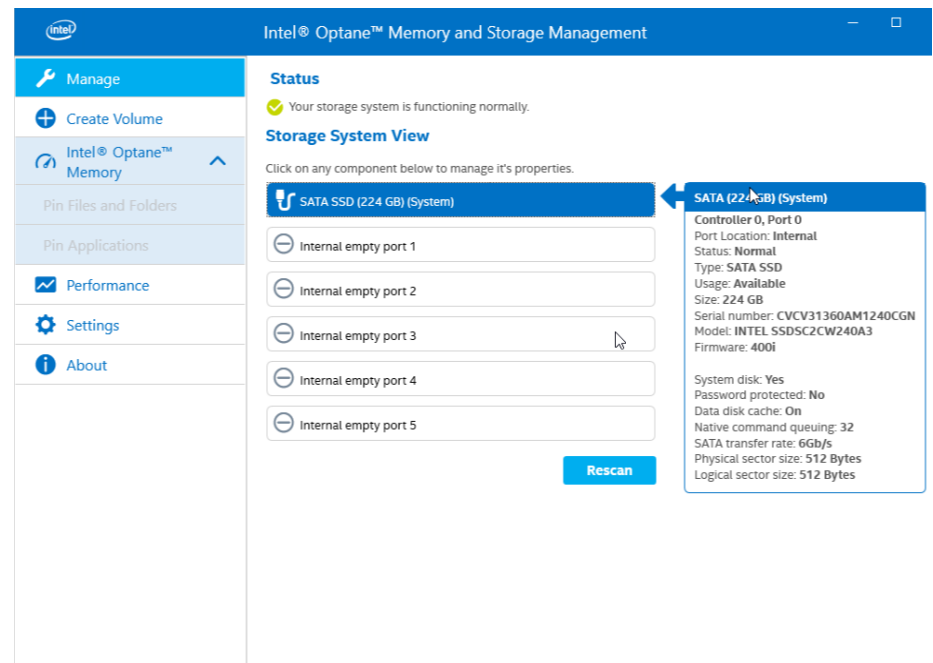 intel
Intel® Optane™ Memory and Storage Management
Manage
Create Volume
Intel® Optane™
Memory
Pin Files and Folders
Pin Applications
Performance
Settings
About
Status
Your storage system is functioning normally.
Storage System View
Click on any component below to manage it's properties.
SATA SSD (224 GB) (System)
Internal empty port 1
Internal empty port 2
Internal empty port 3
Internal empty port 4
Internal empty port 5
Rescan
SATA (224 GB) (System)
Controller 0, Port 0
Port Location: Internal
Status: Normal
Type: SATA SSD
Usage: Available
Size: 224 GB
Serial number: CVCV31360AM1240CGN
Model: INTEL SSDSC2CW240A3
Firmware: 400i
System disk: Yes
Password protected: No
Data disk cache: On
Native command queuing: 32
SATA transfer rate: 6Gb/s
Physical sector size: 512 Bytes
Logical sector size: 512 Bytes